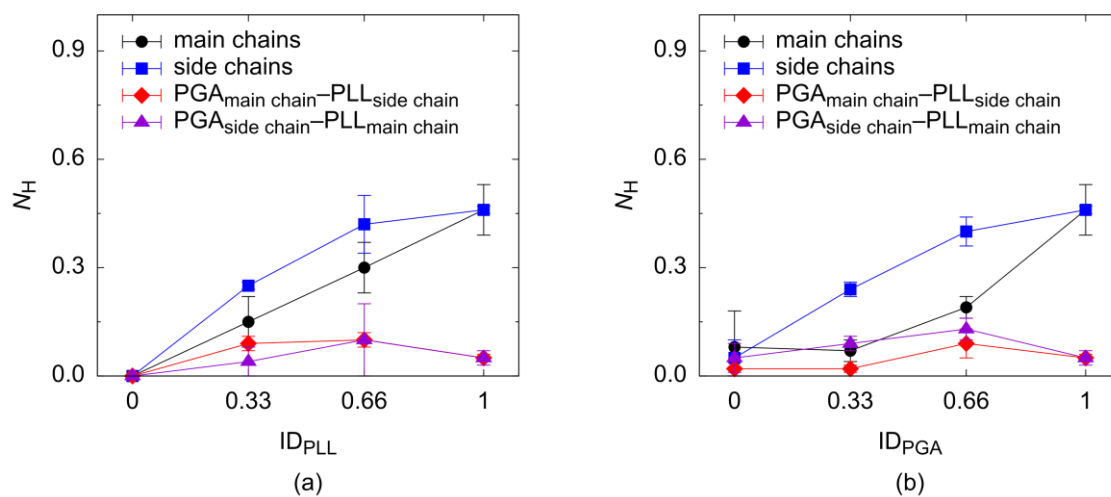 0.9
0.6
0.3
0.0
N_H
main chains
side chains
PGA_main chain–PLL_side chain
PGA_side chain–PLL_main chain
0 0.33 0.66 1
ID_PLL
(a)
0.9
0.6
0.3
0.0
N_H
main chains
side chains
PGA_main chain–PLL_side chain
PGA_side chain–PLL_main chain
0 0.33 0.66 1
ID_PGA
(b)